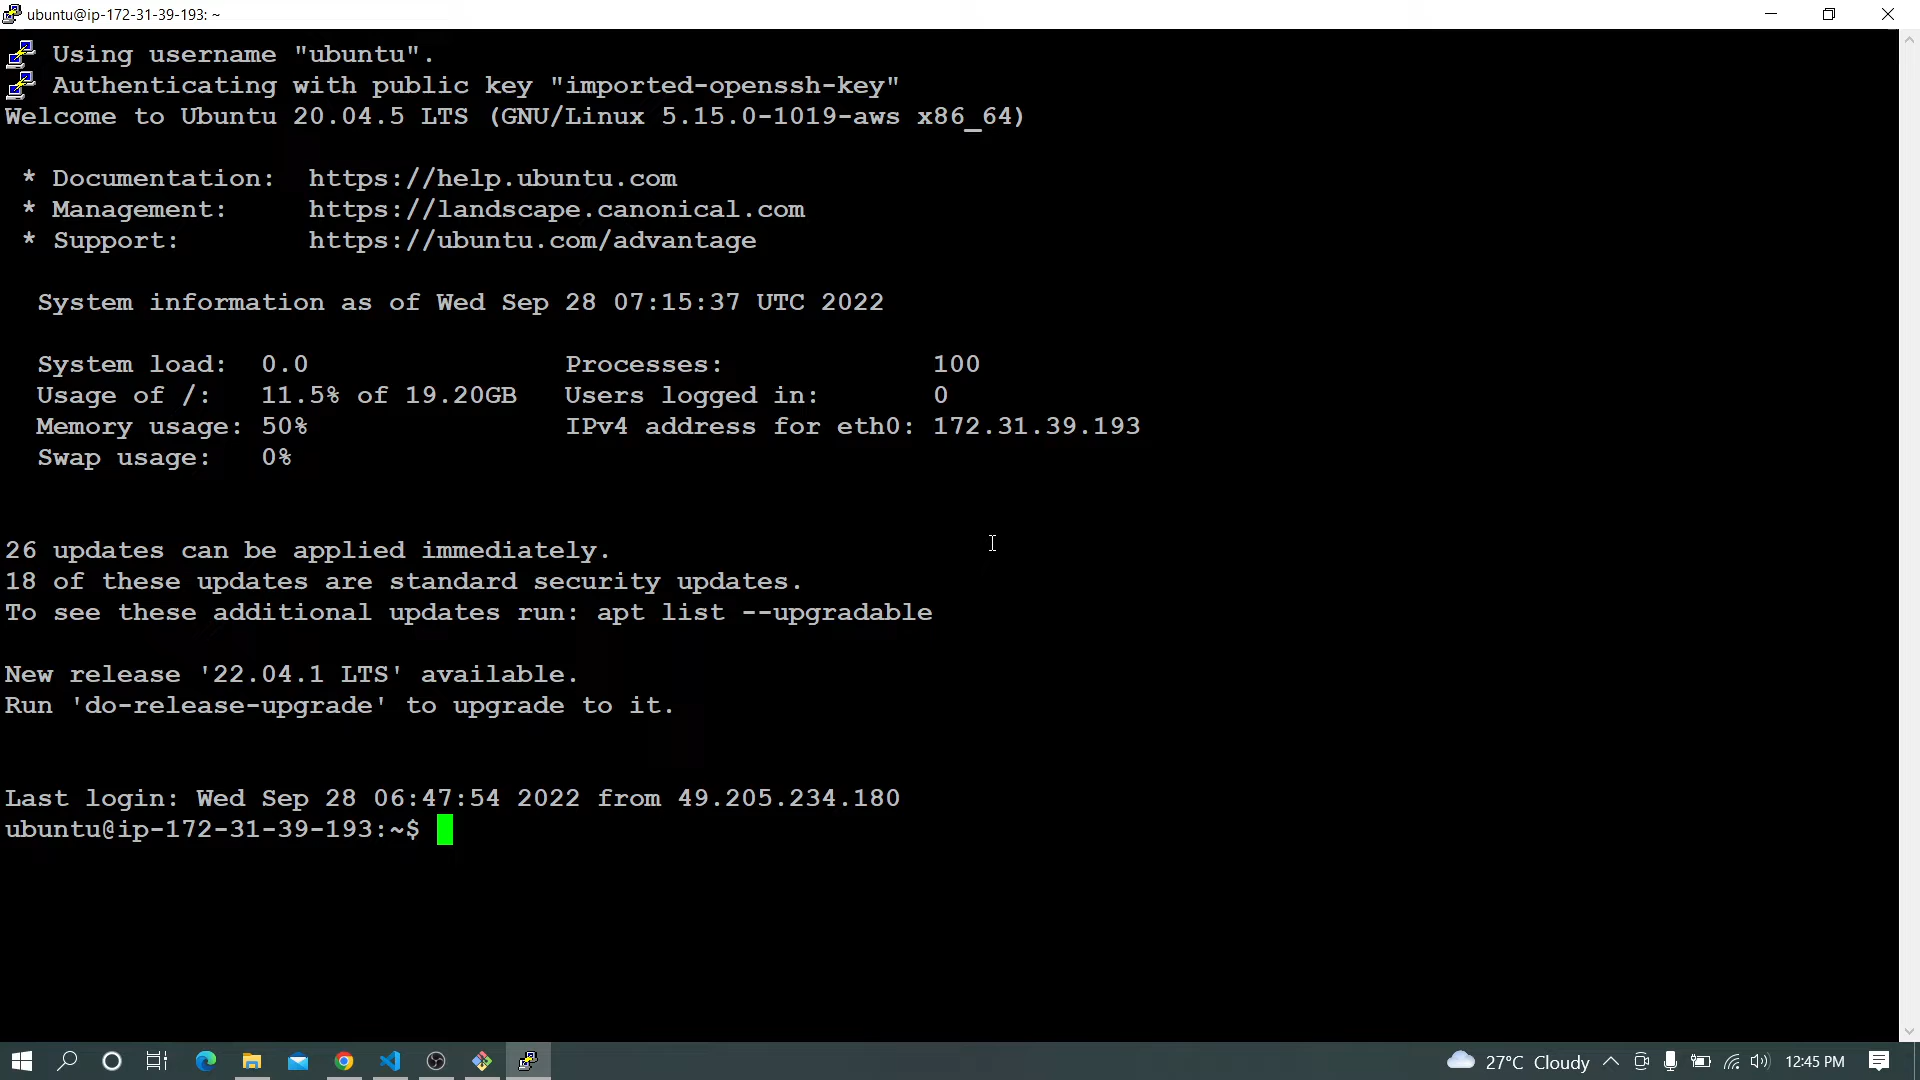 ubuntu@ip-172-31-39-193: ~
Using username "ubuntu".
Authenticating with public key "imported-openssh-key"
Welcome to Ubuntu 20.04.5 LTS (GNU/Linux 5.15.0-1019-aws x86_64)
* Documentation:  https://help.ubuntu.com
* Management:     https://landscape.canonical.com
* Support:        https://ubuntu.com/advantage
System information as of Wed Sep 28 07:15:37 UTC 2022
System load:  0.0                Processes:             100
Usage of /:   11.5% of 19.20GB   Users logged in:       0
Memory usage: 50%                IPv4 address for eth0: 172.31.39.193
Swap usage:   0%
26 updates can be applied immediately.
18 of these updates are standard security updates.
To see these additional updates run: apt list --upgradable
New release '22.04.1 LTS' available.
Run 'do-release-upgrade' to upgrade to it.
Last login: Wed Sep 28 06:47:54 2022 from 49.205.234.180
ubuntu@ip-172-31-39-193:~$
27°C Cloudy 12:45 PM